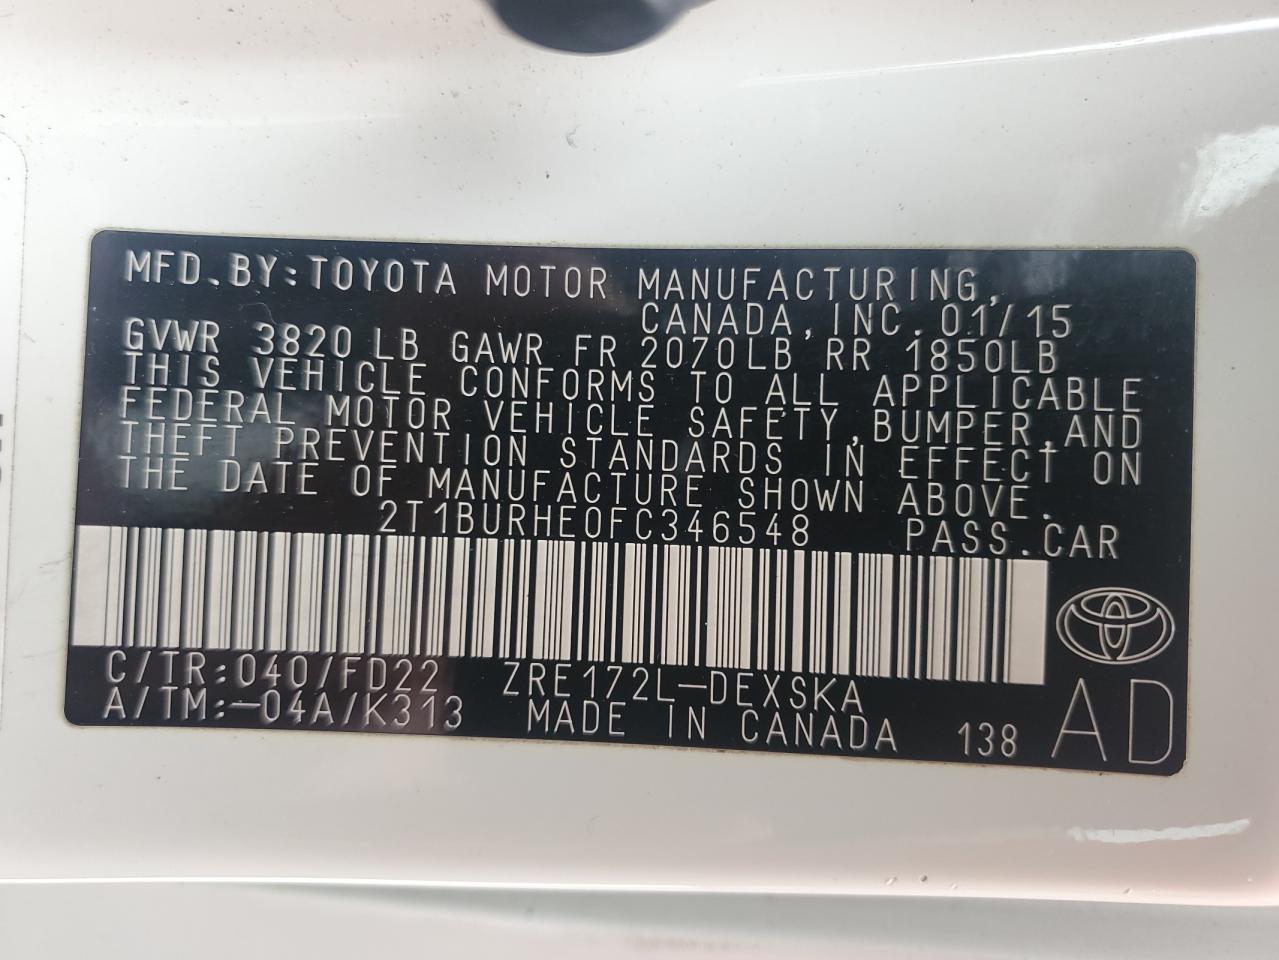 MFD.BY:TOYOTA MOTOR MANUFACTURING,
CANADA,INC.01/15
GVWR 3820 LB GAWR FR 2070LB RR 1850LB
THIS VEHICLE CONFORMS TO ALL APPLICABLE
FEDERAL MOTOR VEHICLE SAFETY,BUMPER,AND
THEFT PREVENTION STANDARDS IN EFFECT ON
THE DATE OF MANUFACTURE SHOWN ABOVE.
2T1BURHE0FC346548 PASS.CAR
C/TR:040/FD22 ZRE172L-DEXSKA
A/TM:-04A/K313 MADE IN CANADA 138 AD